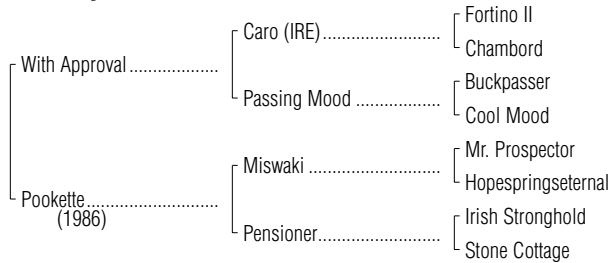 Fortino II
Caro (IRE)
Chambord
With Approval
Buckpasser
Passing Mood
Cool Mood
Mr. Prospector
Miswaki
Hopespringseternal
Pookette
(1986)
Irish Stronghold
Pensioner
Stone Cottage